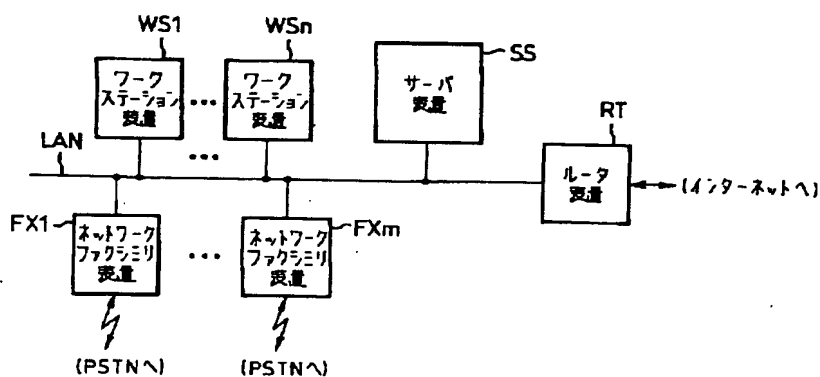 WS1
WSn
SS
ワーク
ステーション
装置
...
ワーク
ステーション
装置
サーバ
装置
RT
LAN
...
ルータ
装置
(インターネットへ)
FX1
ネットワーク
ファクシミリ
装置
...
ネットワーク
ファクシミリ
装置
FXm
(PSTNへ)
(PSTNへ)